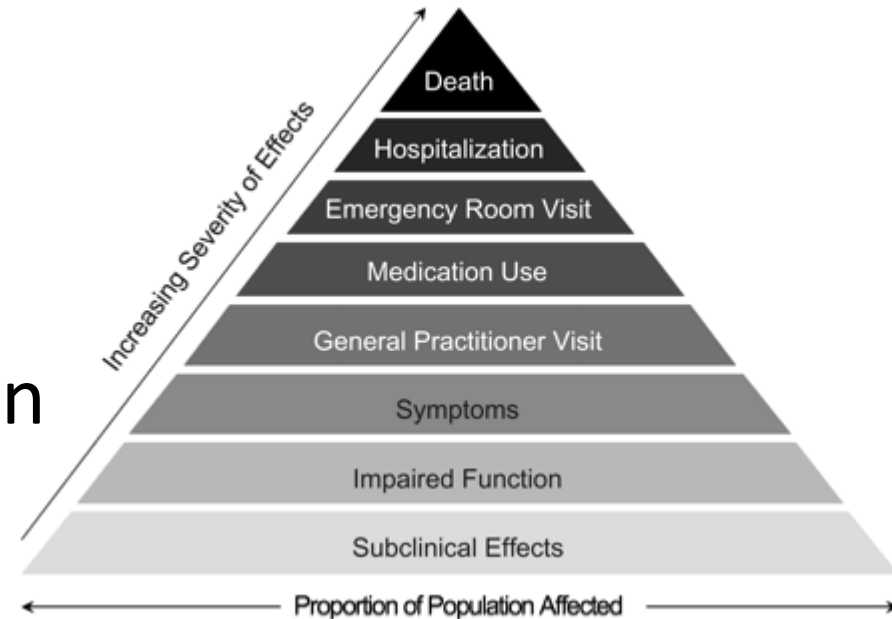 Death
Hospitalization
Emergency Room Visit
Medication Use
General Practitioner Visit
Symptoms
Impaired Function
Subclinical Effects
Increasing Severity of Effects
n
Proportion of Population Affected